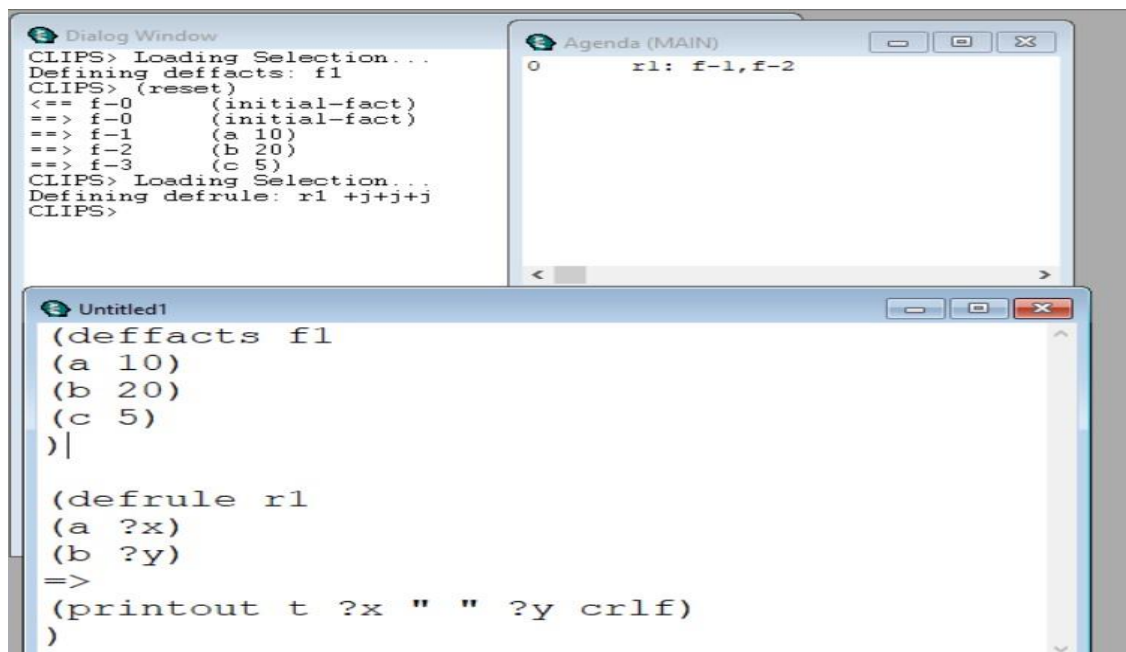 Dialog Window
CLIPS> Loading Selection...
Defining deffacts: f1
CLIPS> (reset)
<== f-0 (initial-fact)
==> f-0 (initial-fact)
==> f-1 (a 10)
==> f-2 (b 20)
==> f-3 (c 5)
CLIPS> Loading Selection...
Defining defrule: r1 +j+j+j
CLIPS>
Agenda (MAIN)
0 r1: f-1,f-2
Untitled1
(deffacts f1
(a 10)
(b 20)
(c 5)
)
(defrule r1
(a ?x)
(b ?y)
=>
(printout t ?x " " ?y crlf)
)